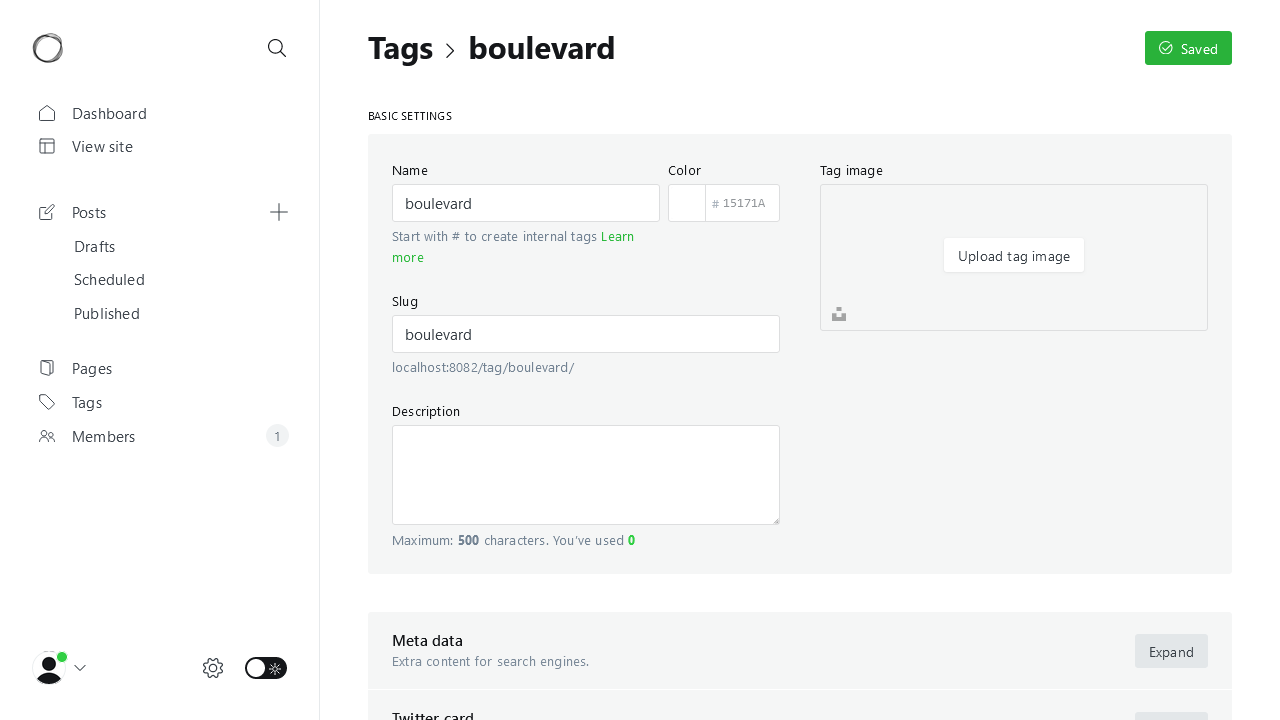 Tags > boulevard
Saved
Dashboard
View site
Posts
Drafts
Scheduled
Published
Pages
Tags
Members
1
BASIC SETTINGS
Name
boulevard
Start with # to create internal tags Learn
more
Color
# 15171A
Slug
boulevard
localhost:8082/tag/boulevard/
Description
Maximum: 500 characters. You've used 0
Tag image
Upload tag image
Meta data
Extra content for search engines.
Expand
Twitter card